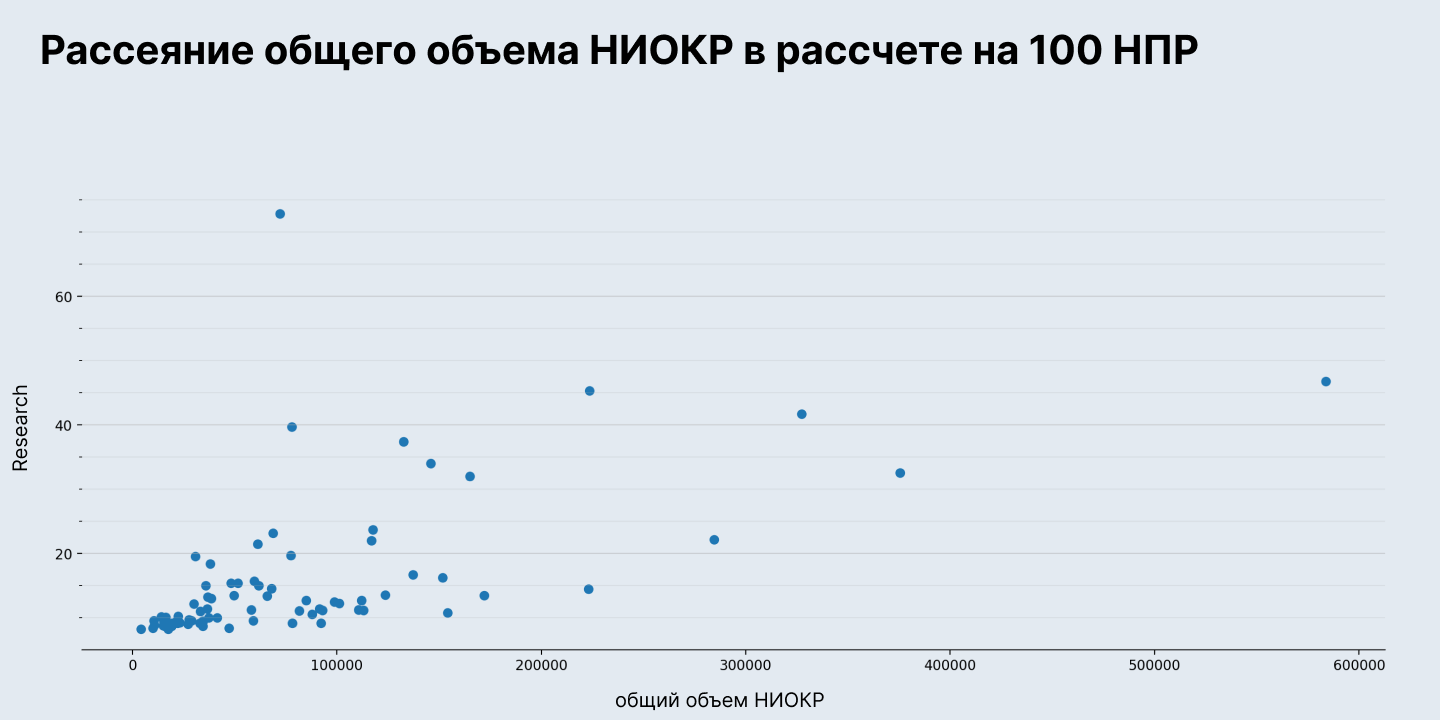 Рассеяние общего объема НИОКР в рассчете на 100 НПР
60
40
20
Research
0 100000 200000 300000 400000 500000 600000
общий объем НИОКР